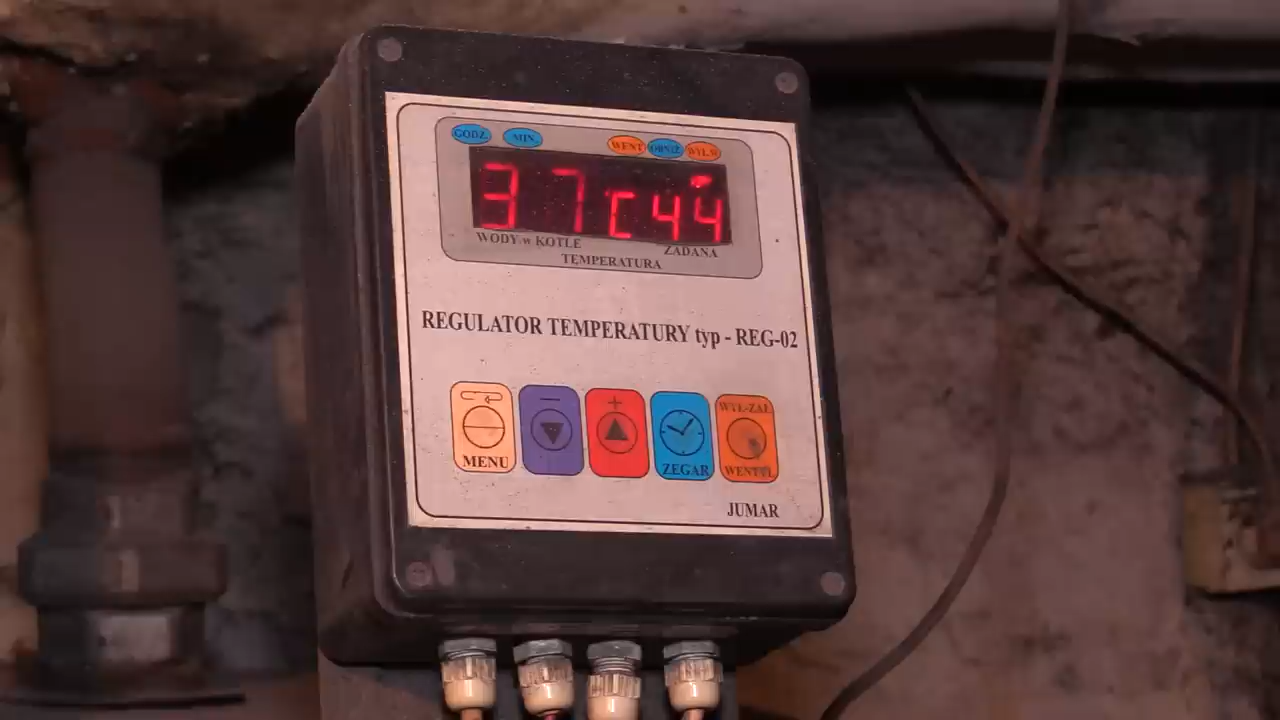 GODZ. MIN. WENT OBNIŻ WYŁ.W
37c44
WODY w KOTLE ZADANA
TEMPERATURA
REGULATOR TEMPERATURY typ - REG-02
- +
WYŁ-ZAŁ
MENU ZEGAR WENTYL
JUMAR